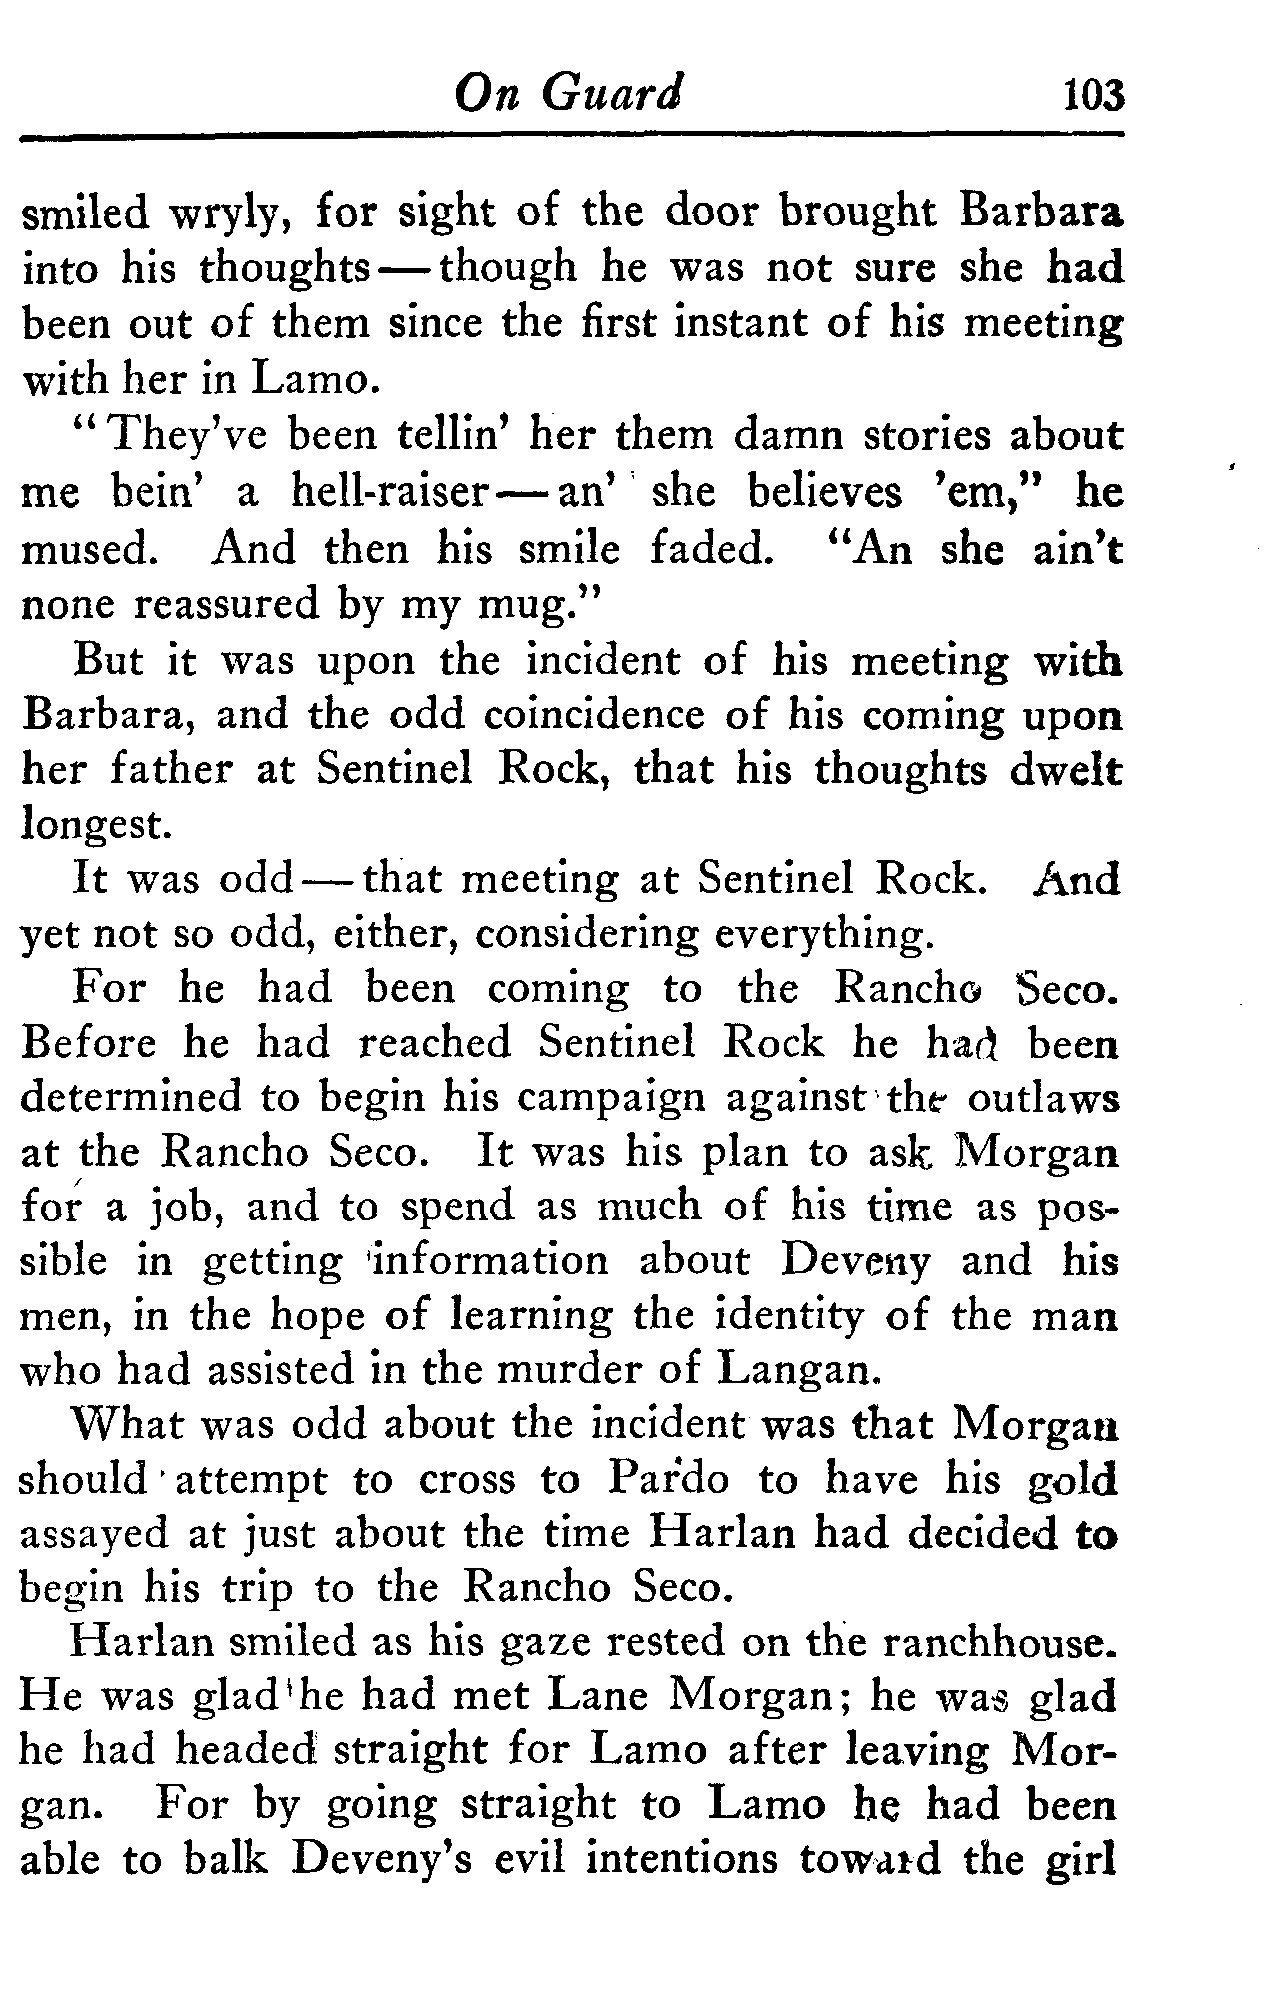 On Guard 103
smiled wryly, for sight of the door brought Barbara
into his thoughts—though he was not sure she had
been out of them since the first instant of his meeting
with her in Lamo.
"They've been tellin' her them damn stories about
me bein' a hell-raiser—an' she believes 'em," he
mused. And then his smile faded. "An she ain't
none reassured by my mug."
But it was upon the incident of his meeting with
Barbara, and the odd coincidence of his coming upon
her father at Sentinel Rock, that his thoughts dwelt
longest.
It was odd—that meeting at Sentinel Rock. And
yet not so odd, either, considering everything.
For he had been coming to the Rancho Seco.
Before he had reached Sentinel Rock he had been
determined to begin his campaign against the outlaws
at the Rancho Seco. It was his plan to ask Morgan
for a job, and to spend as much of his time as pos-
sible in getting information about Deveny and his
men, in the hope of learning the identity of the man
who had assisted in the murder of Langan.
What was odd about the incident was that Morgan
should attempt to cross to Pardo to have his gold
assayed at just about the time Harlan had decided to
begin his trip to the Rancho Seco.
Harlan smiled as his gaze rested on the ranchhouse.
He was glad he had met Lane Morgan; he was glad
he had headed straight for Lamo after leaving Mor-
gan. For by going straight to Lamo he had been
able to balk Deveny's evil intentions toward the girl